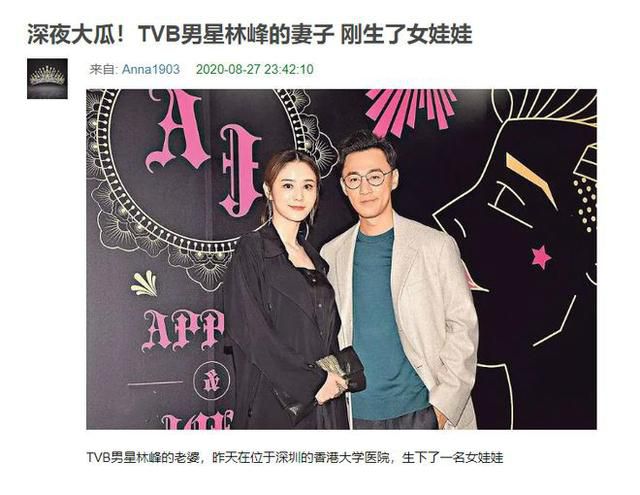 深夜大瓜！TVB男星林峰的妻子 刚生了女娃娃
来自: Anna1903 2020-08-27 23:42:10
A
E
APP
&
TVB男星林峰的老婆，昨天在位于深圳的香港大学医院，生下了一名女娃娃